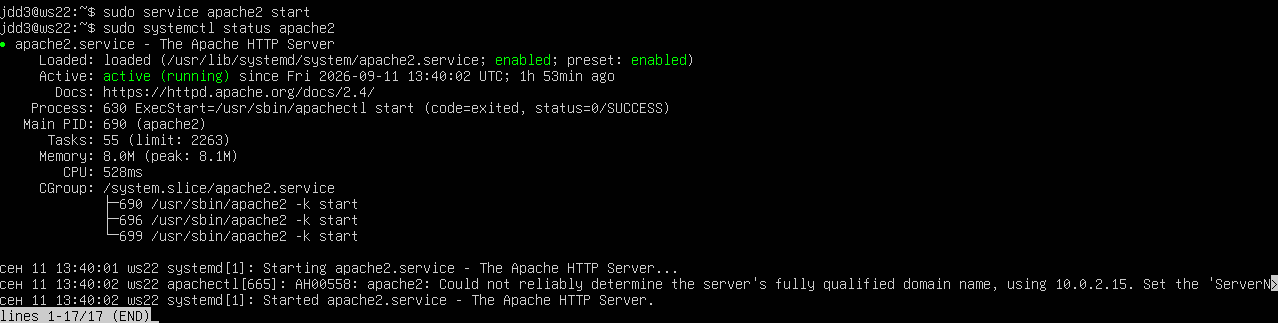 jdd3@ws22:~$ sudo service apache2 start
jdd3@ws22:~$ sudo systemctl status apache2
● apache2.service - The Apache HTTP Server
     Loaded: loaded (/usr/lib/systemd/system/apache2.service; enabled; preset: enabled)
     Active: active (running) since Fri 2026-09-11 13:40:02 UTC; 1h 53min ago
       Docs: https://httpd.apache.org/docs/2.4/
    Process: 630 ExecStart=/usr/sbin/apachectl start (code=exited, status=0/SUCCESS)
   Main PID: 690 (apache2)
      Tasks: 55 (limit: 2263)
     Memory: 8.0M (peak: 8.1M)
        CPU: 528ms
     CGroup: /system.slice/apache2.service
             ├─690 /usr/sbin/apache2 -k start
             ├─696 /usr/sbin/apache2 -k start
             └─699 /usr/sbin/apache2 -k start

сен 11 13:40:01 ws22 systemd[1]: Starting apache2.service - The Apache HTTP Server...
сен 11 13:40:02 ws22 apachectl[665]: AH00558: apache2: Could not reliably determine the server's fully qualified domain name, using 10.0.2.15. Set the 'ServerN>
сен 11 13:40:02 ws22 systemd[1]: Started apache2.service - The Apache HTTP Server.
lines 1-17/17 (END)